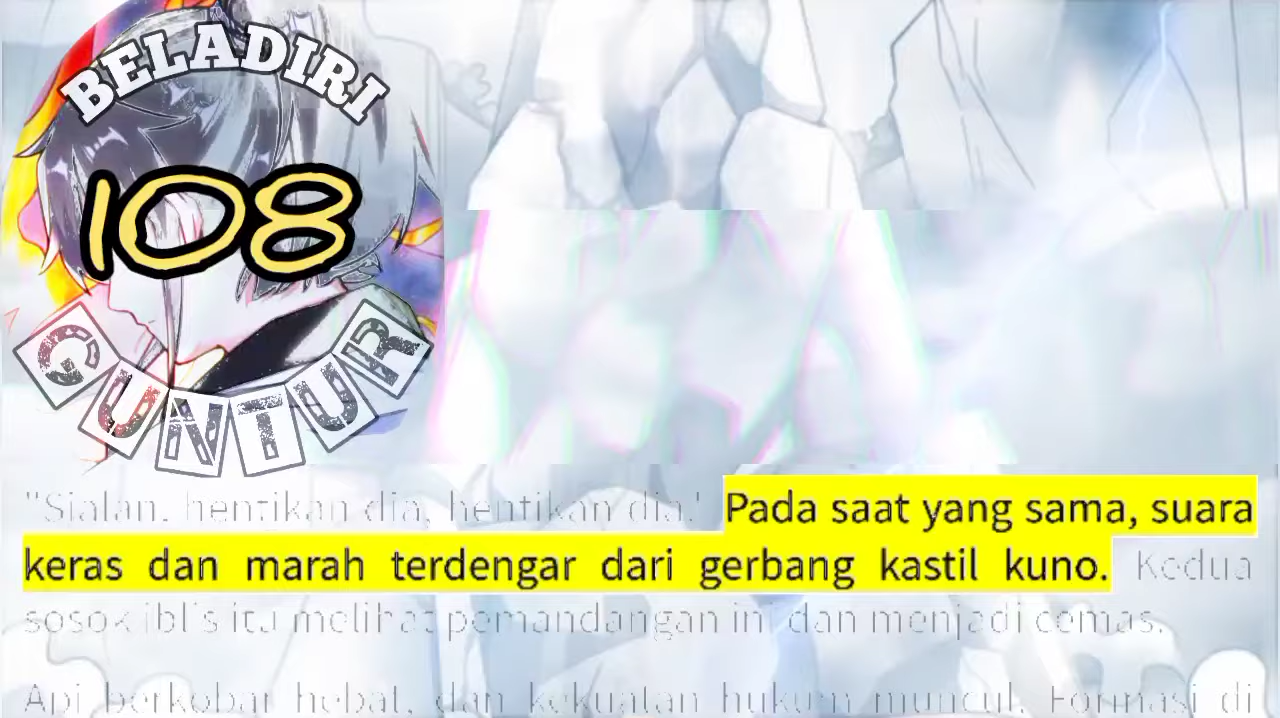 BELADIRI
108
GUNTUR
"Sialan, hentikan dia, hentikan dia." Pada saat yang sama, suara
keras dan marah terdengar dari gerbang kastil kuno. Kedua
sosok iblis itu melihat pemandangan ini dan menjadi cemas.
Api berkobar hebat, dan kekuatan hukum muncul. Formasi di